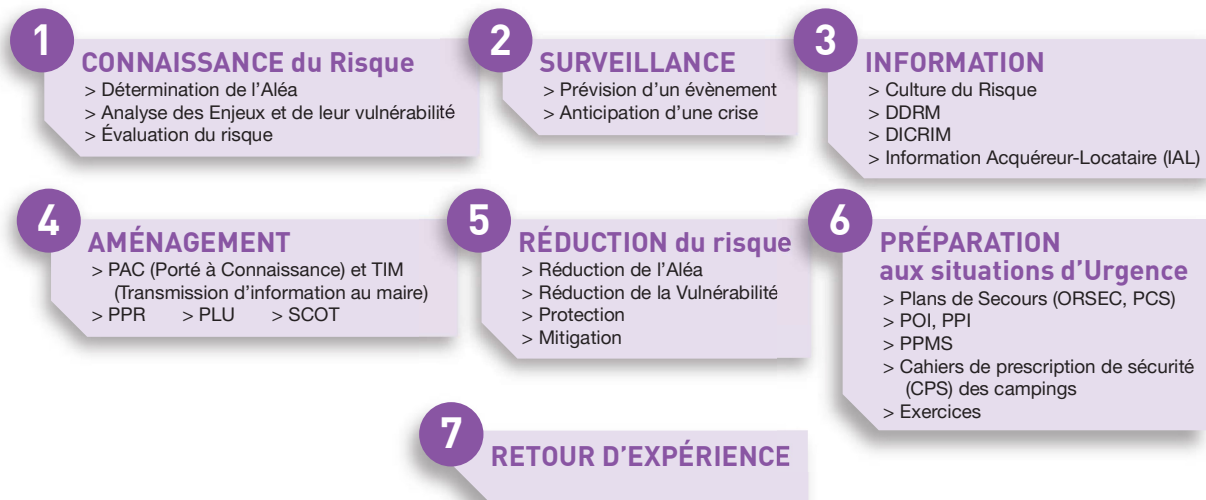 1
CONNAISSANCE du Risque
> Détermination de l'Aléa
> Analyse des Enjeux et de leur vulnérabilité
> Évaluation du risque
2
SURVEILLANCE
> Prévision d'un évènement
> Anticipation d'une crise
3
INFORMATION
> Culture du Risque
> DDRM
> DICRIM
> Information Acquéreur-Locataire (IAL)
4
AMÉNAGEMENT
> PAC (Porté à Connaissance) et TIM
(Transmission d'information au maire)
> PPR > PLU > SCOT
5
RÉDUCTION du risque
> Réduction de l'Aléa
> Réduction de la Vulnérabilité
> Protection
> Mitigation
6
PRÉPARATION
aux situations d'Urgence
> Plans de Secours (ORSEC, PCS)
> POI, PPI
> PPMS
> Cahiers de prescription de sécurité
(CPS) des campings
> Exercices
7
RETOUR D'EXPÉRIENCE